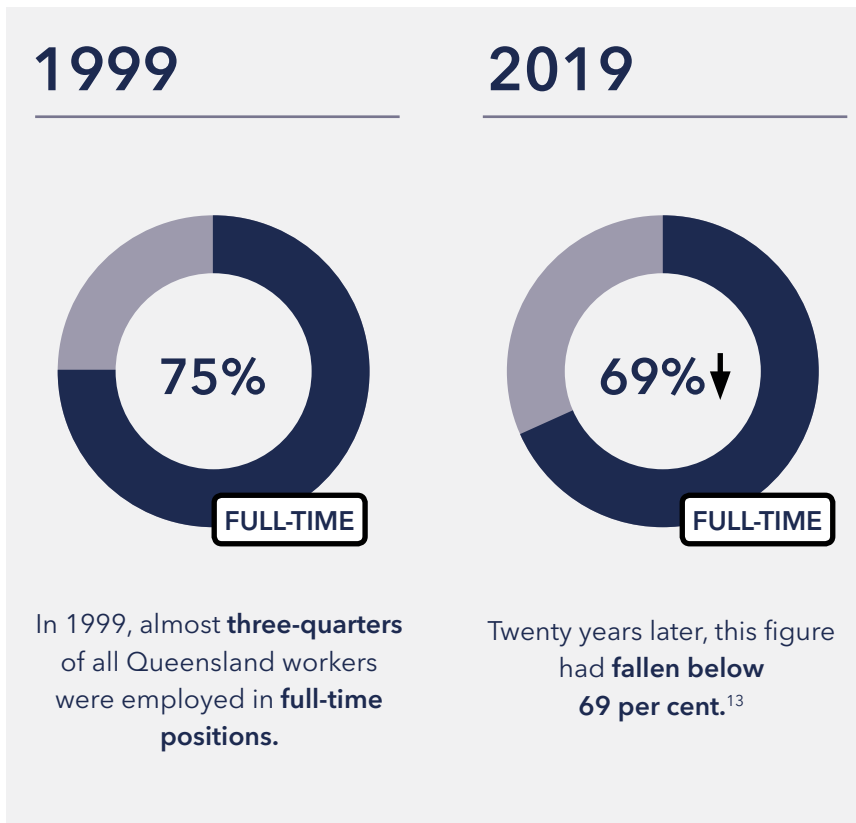 1999
75%
FULL-TIME
In 1999, almost three-quarters
of all Queensland workers
were employed in full-time
positions.
2019
69%
FULL-TIME
Twenty years later, this figure
had fallen below
69 per cent.¹³